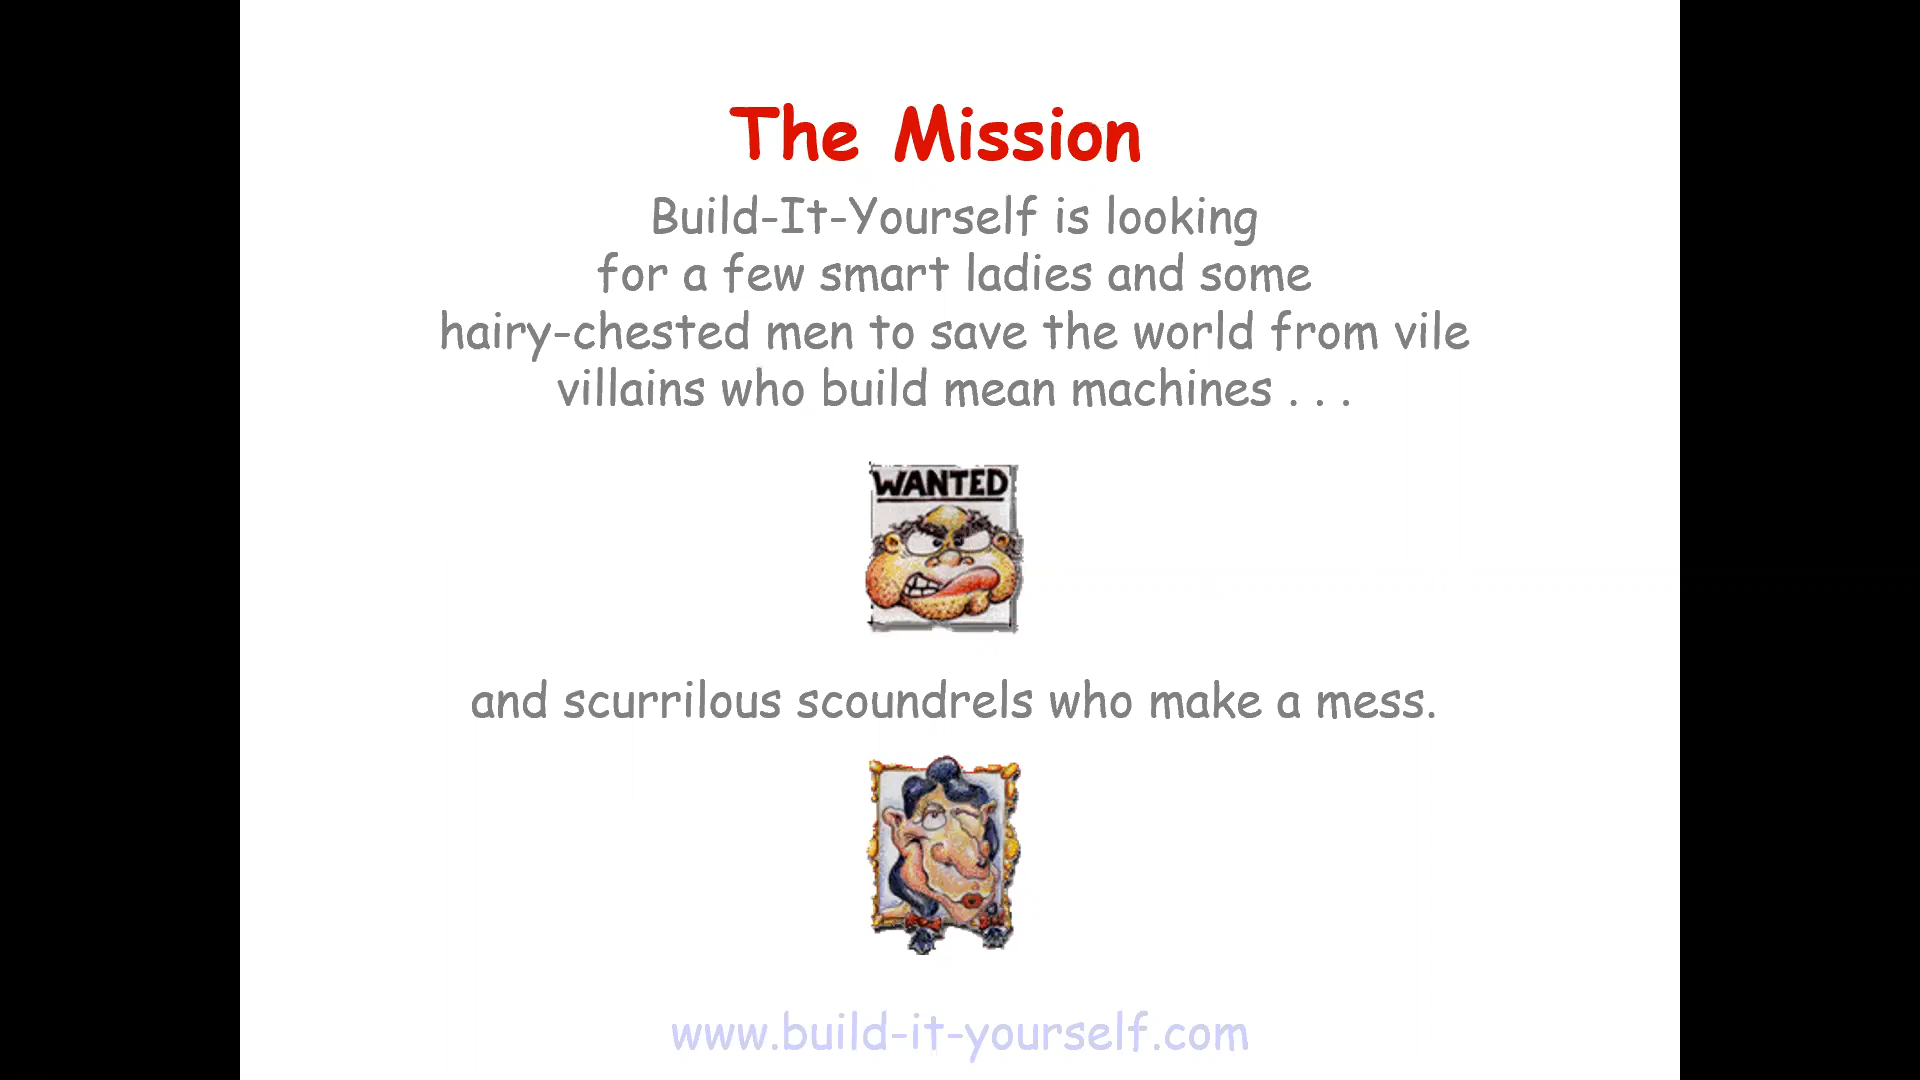 The Mission
Build-It-Yourself is looking
for a few smart ladies and some
hairy-chested men to save the world from vile
villains who build mean machines . . .
WANTED
and scurrilous scoundrels who make a mess.
www.build-it-yourself.com